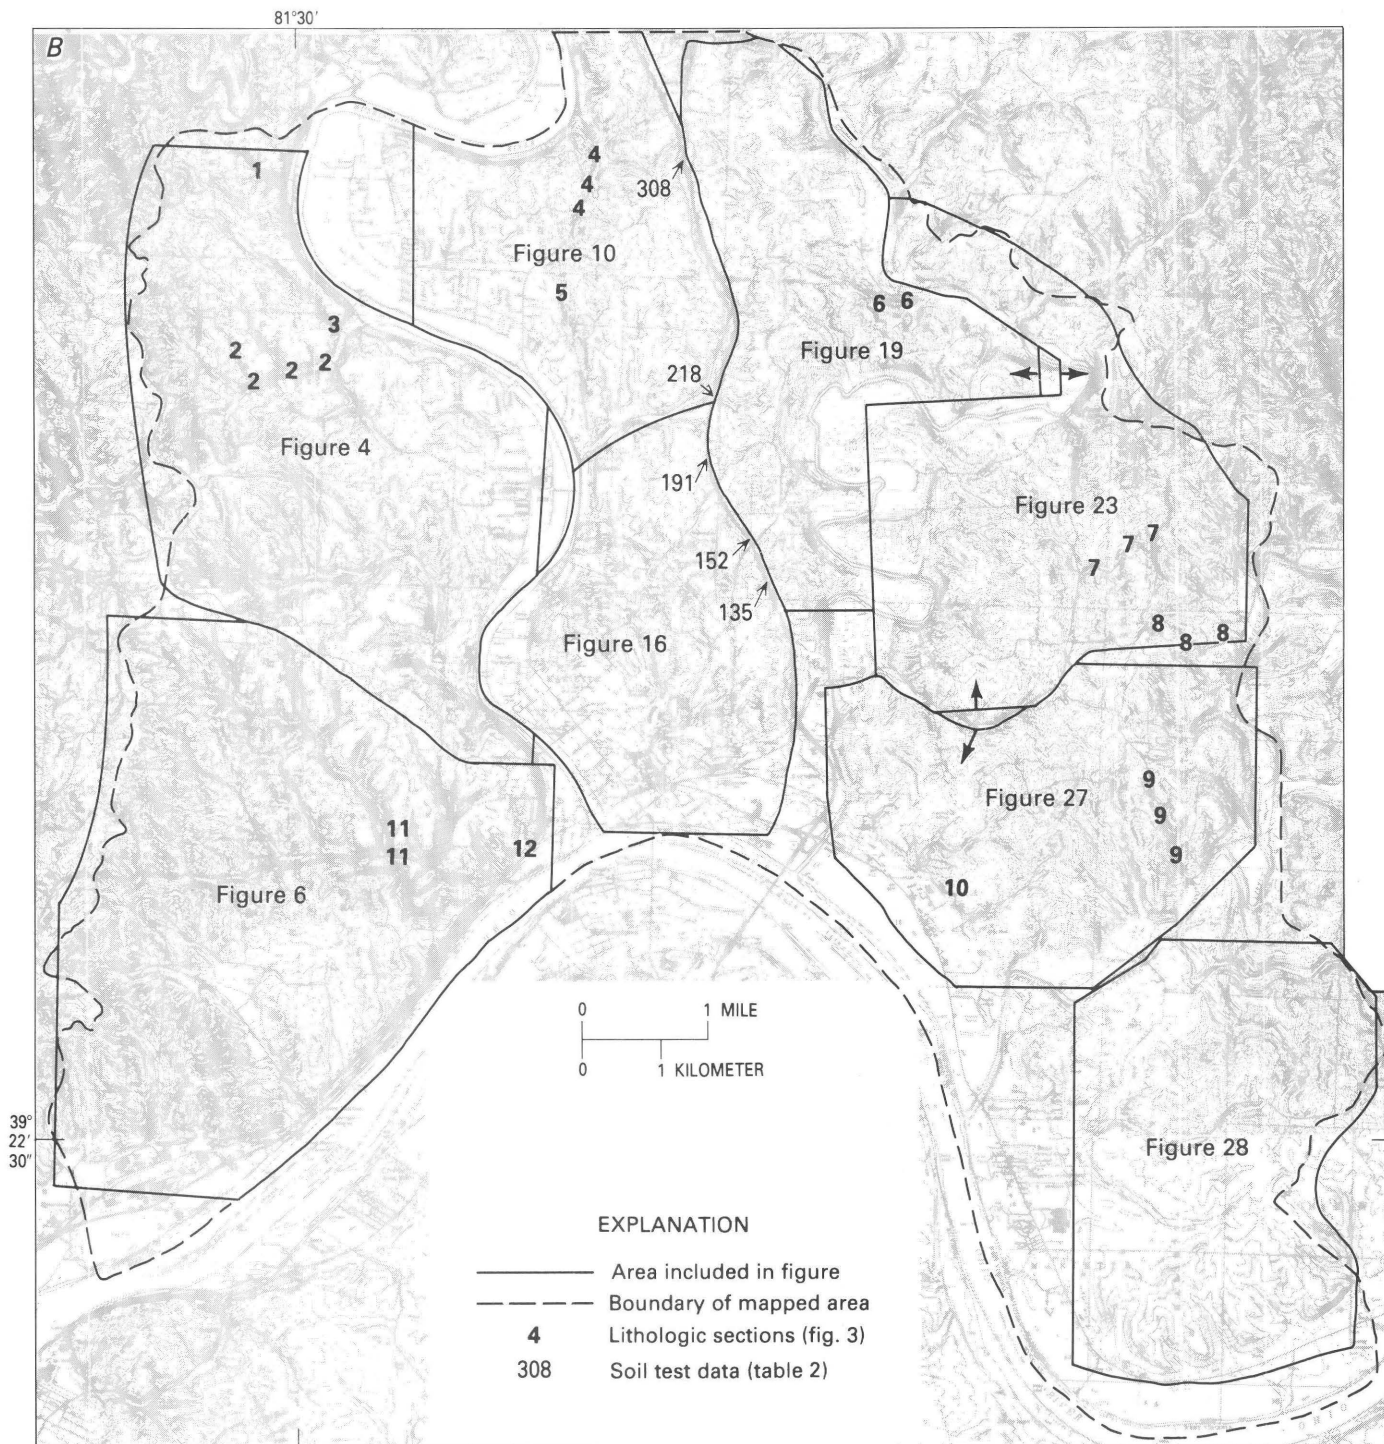 81°30′
B
1
4
4
308
4
Figure 10
5
6 6
3
Figure 19
2
2
2
2
218
Figure 4
191
Figure 23
7
7
152
7
135
8
8
8
Figure 16
9
Figure 27
9
11
12
9
11
10
Figure 6
0 1 MILE
0 1 KILOMETER
39°
22′
30″
Figure 28
EXPLANATION
Area included in figure
Boundary of mapped area
4 Lithologic sections (fig. 3)
308 Soil test data (table 2)
OHIO